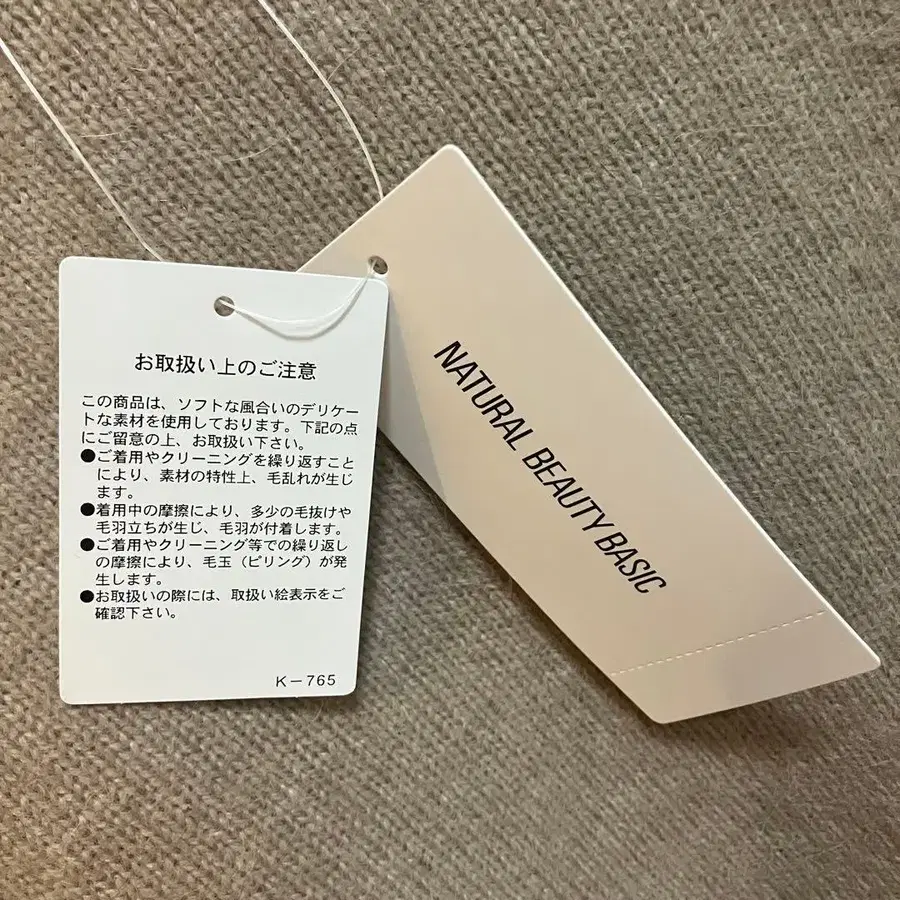 お取扱い上のご注意
この商品は、ソフトな風合いのデリケー
トな素材を使用しております。下記の点
にご留意の上、お取扱い下さい。
●ご着用やクリーニングを繰り返すこと
により、素材の特性上、毛乱れが生じ
ます。
●着用中の摩擦により、多少の毛抜けや
毛羽立ちが生じ、毛羽が付着します。
●ご着用やクリーニング等での繰り返し
の摩擦により、毛玉（ピリング）が発
生します。
●お取扱いの際には、取扱い絵表示をご
確認下さい。
K－765
NATURAL BEAUTY BASIC